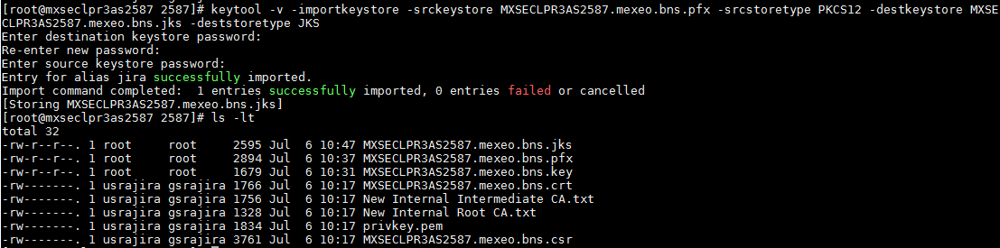 [root@mxseclpr3as2587 2587]# keytool -v -importkeystore -srckeystore MXSECLPR3AS2587.mexeo.bns.pfx -srcstoretype PKCS12 -destkeystore MXSE
CLPR3AS2587.mexeo.bns.jks -deststoretype JKS
Enter destination keystore password:
Re-enter new password:
Enter source keystore password:
Entry for alias jira successfully imported.
Import command completed:  1 entries successfully imported, 0 entries failed or cancelled
[Storing MXSECLPR3AS2587.mexeo.bns.jks]
[root@mxseclpr3as2587 2587]# ls -lt
total 32
-rw-r--r--. 1 root     root     2595 Jul  6 10:47 MXSECLPR3AS2587.mexeo.bns.jks
-rw-r--r--. 1 root     root     2894 Jul  6 10:37 MXSECLPR3AS2587.mexeo.bns.pfx
-rw-r--r--. 1 root     root     1679 Jul  6 10:31 MXSECLPR3AS2587.mexeo.bns.key
-rw-------. 1 usrajira gsrajira 1766 Jul  6 10:17 MXSECLPR3AS2587.mexeo.bns.crt
-rw-------. 1 usrajira gsrajira 1756 Jul  6 10:17 New Internal Intermediate CA.txt
-rw-------. 1 usrajira gsrajira 1328 Jul  6 10:17 New Internal Root CA.txt
-rw-------. 1 usrajira gsrajira 1834 Jul  6 10:17 privkey.pem
-rw-------. 1 usrajira gsrajira 3761 Jul  6 10:17 MXSECLPR3AS2587.mexeo.bns.csr